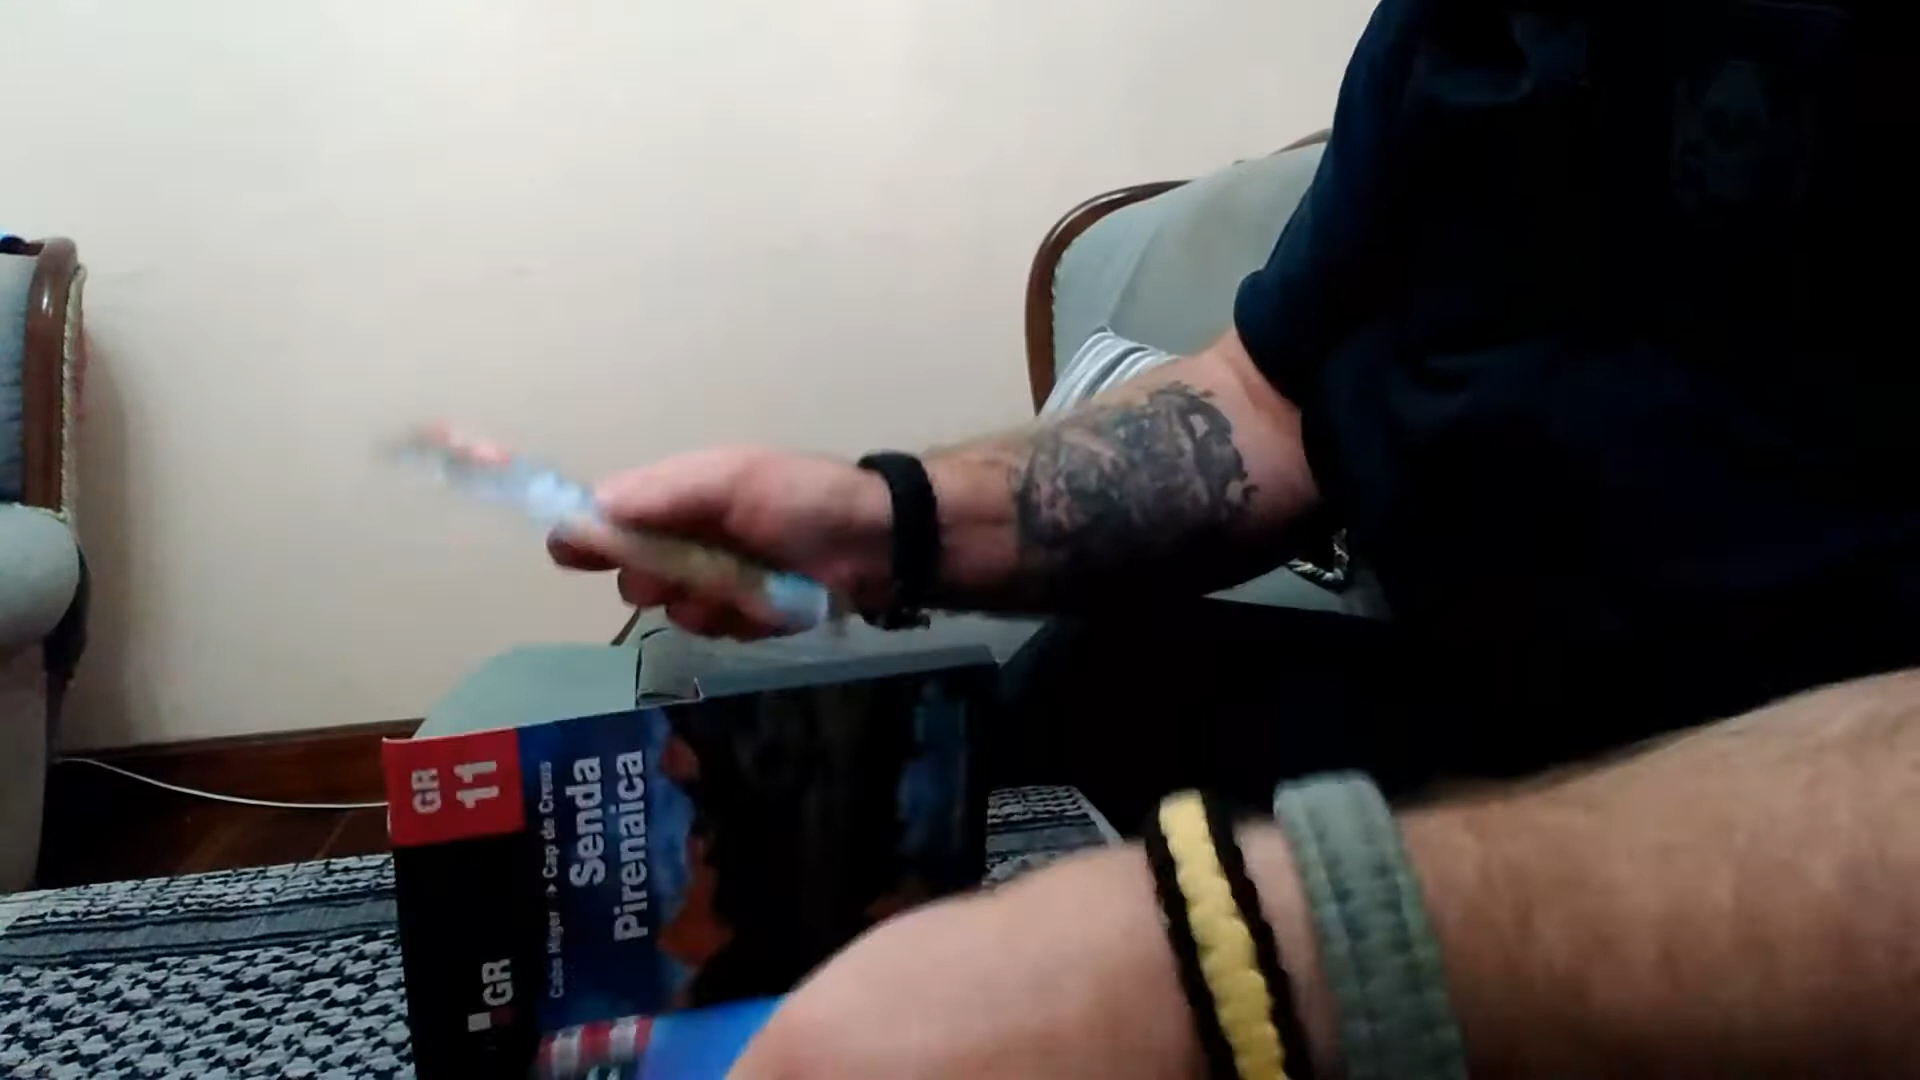 GR
11
Cabo Higer → Cap de Creus
Senda
Pirenaica
GR